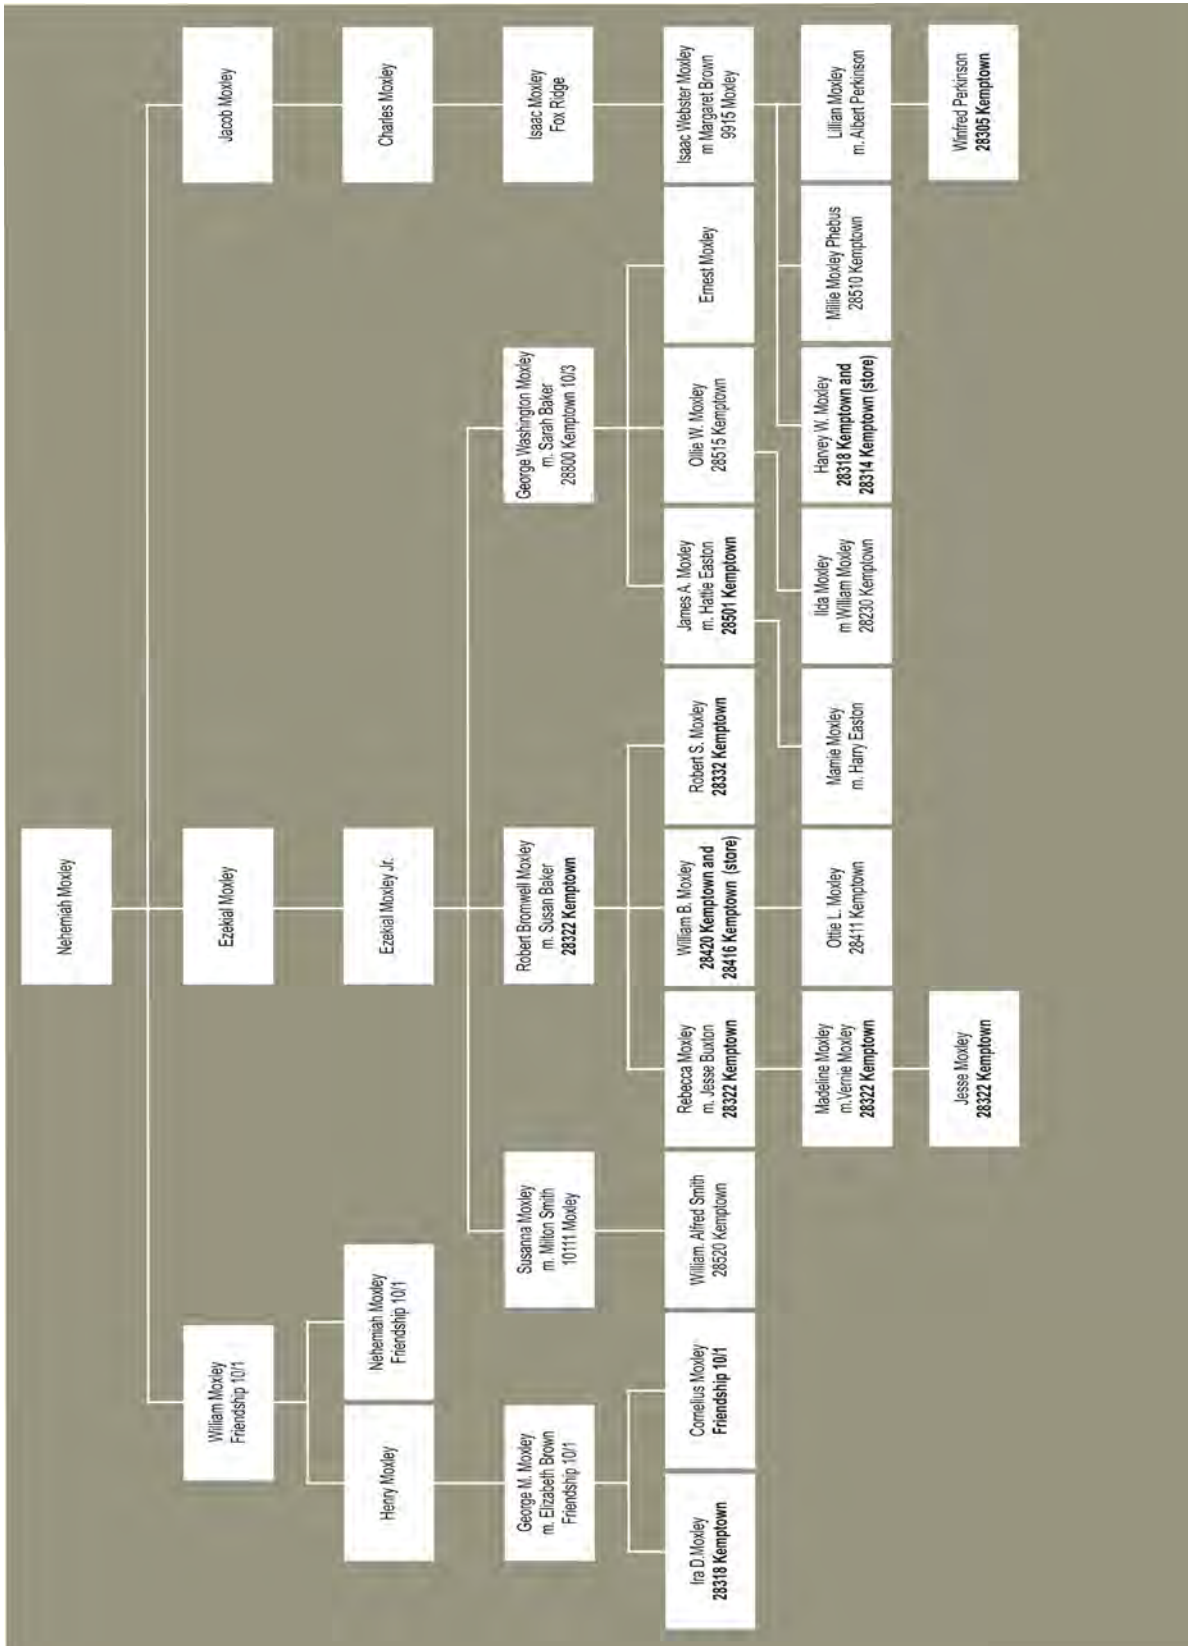 Nehemiah Moxley
William Moxley
Friendship 10/1
Ezekial Moxley
Jacob Moxley
Henry Moxley
Nehemiah Moxley
Friendship 10/1
Ezekial Moxley Jr.
Charles Moxley
George M. Moxley
m. Elizabeth Brown
Friendship 10/1
Susanna Moxley
m. Milton Smith
10111 Moxley
Robert Bromwell Moxley
m. Susan Baker
28322 Kemptown
George Washington Moxley
m. Sarah Baker
28800 Kemptown 10/3
Isaac Moxley
Fox Ridge
Ira D.Moxley
28318 Kemptown
Cornelius Moxley
Friendship 10/1
William. Alfred Smith
28520 Kemptown
Rebecca Moxley
m. Jesse Buxton
28322 Kemptown
William B. Moxley
28420 Kemptown and
28416 Kemptown (store)
Robert S. Moxley
28332 Kemptown
James A. Moxley
m. Hattie Easton
28501 Kemptown
Ollie W. Moxley
28515 Kemptown
Ernest Moxley
Isaac Webster Moxley
m Margaret Brown
9915 Moxley
Madeline Moxley
m.Vernie Moxley
28322 Kemptown
Ottie L. Moxley
28411 Kemptown
Mamie Moxley
m. Harry Easton
Ilda Moxley
m William Moxley
28230 Kemptown
Harvey W. Moxley
28318 Kemptown and
28314 Kemptown (store)
Millie Moxley Phebus
28510 Kemptown
Lillian Moxley
m. Albert Perkinson
Jesse Moxley
28322 Kemptown
Winfred Perkinson
28305 Kemptown